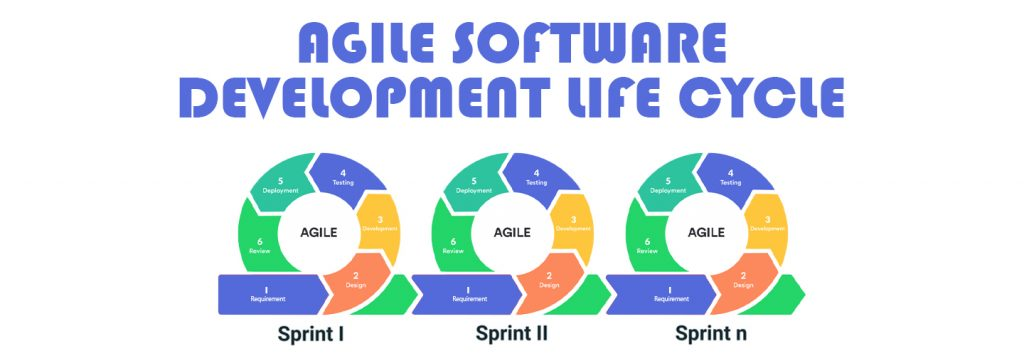 AGILE SOFTWARE
DEVELOPMENT LIFE CYCLE
5
Deployment
4
Testing
3
Development
6
Review
AGILE
2
Design
1
Requirement
Sprint I
5
Deployment
4
Testing
3
Development
6
Review
AGILE
2
Design
1
Requirement
Sprint II
5
Deployment
4
Testing
3
Development
6
Review
AGILE
2
Design
1
Requirement
Sprint n